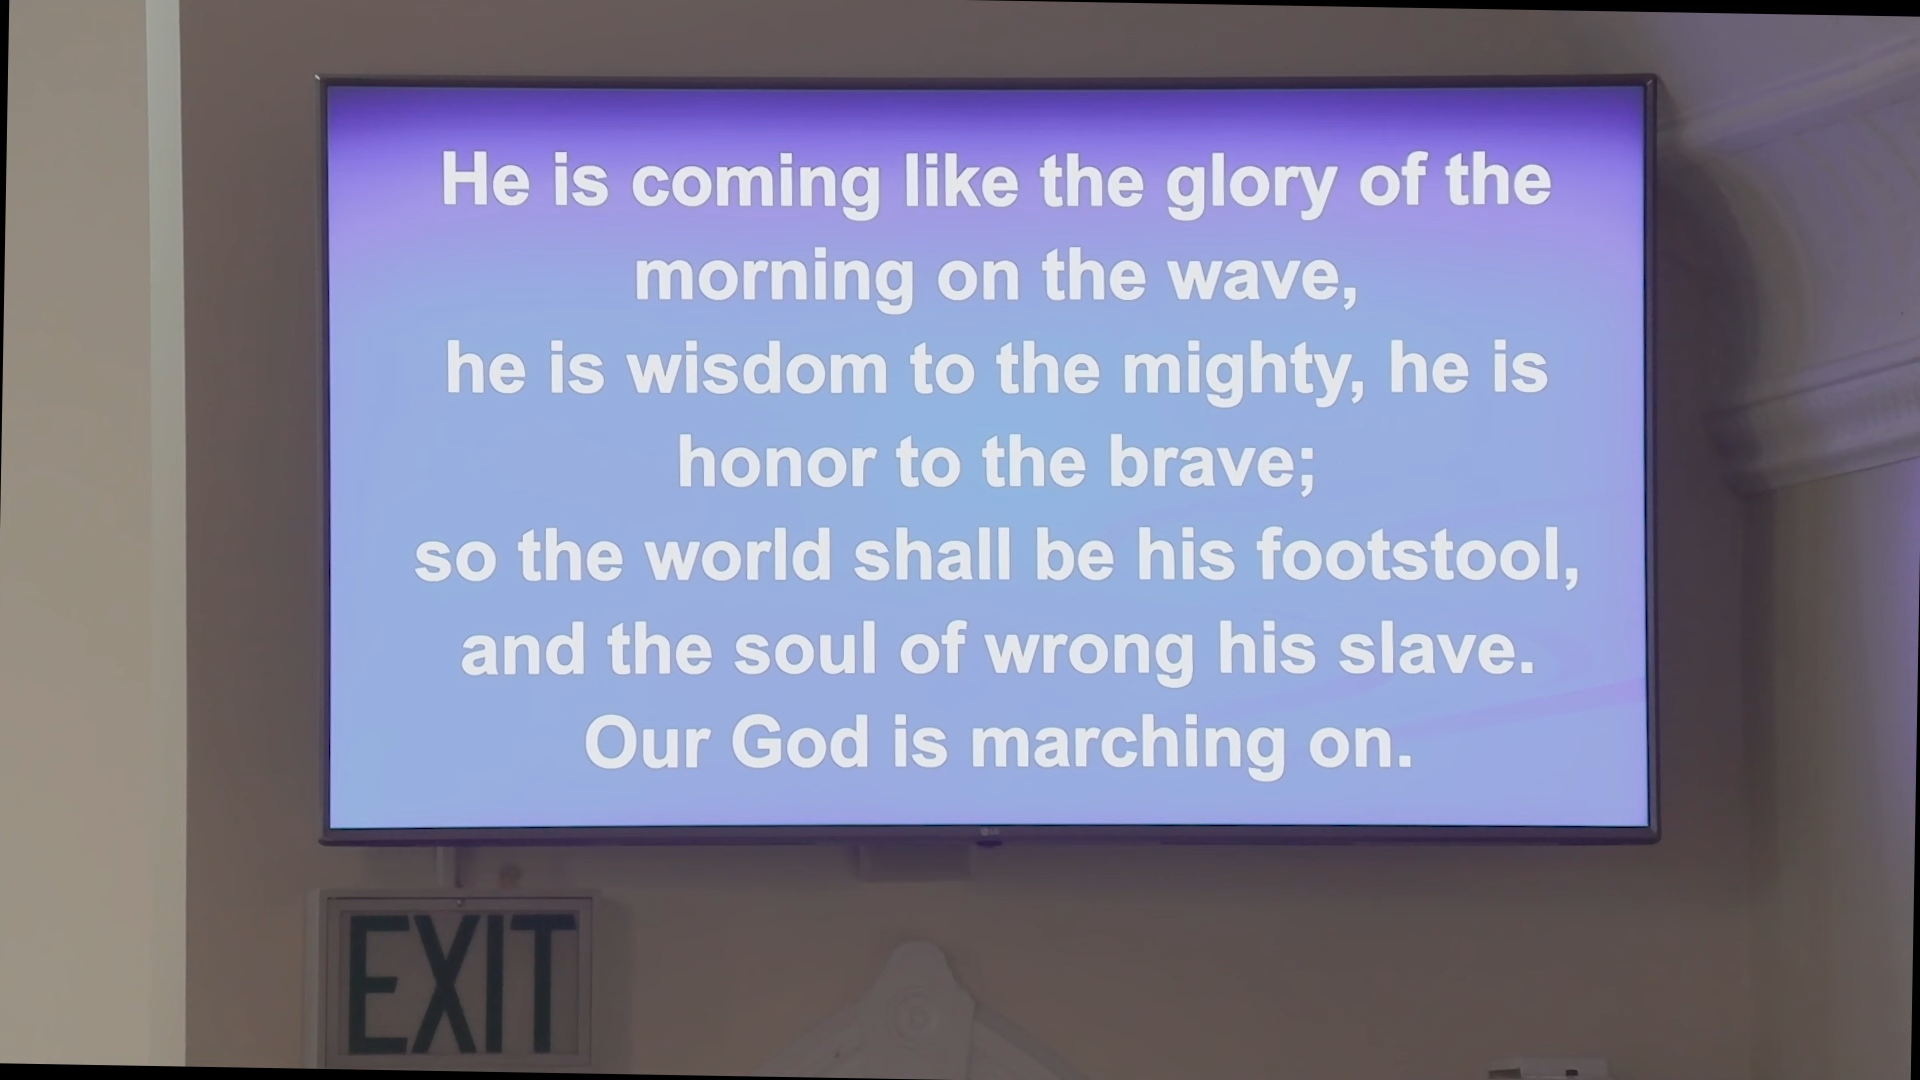 He is coming like the glory of the
morning on the wave,
he is wisdom to the mighty, he is
honor to the brave;
so the world shall be his footstool,
and the soul of wrong his slave.
Our God is marching on.
LG
EXIT